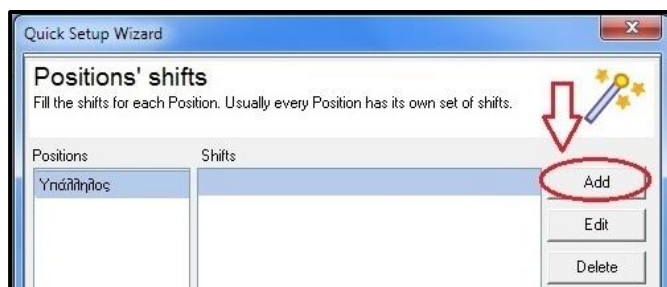 Quick Setup Wizard
Positions' shifts
Fill the shifts for each Position. Usually every Position has its own set of shifts.
Positions
Shifts
Υπάλληλος
Add
Edit
Delete